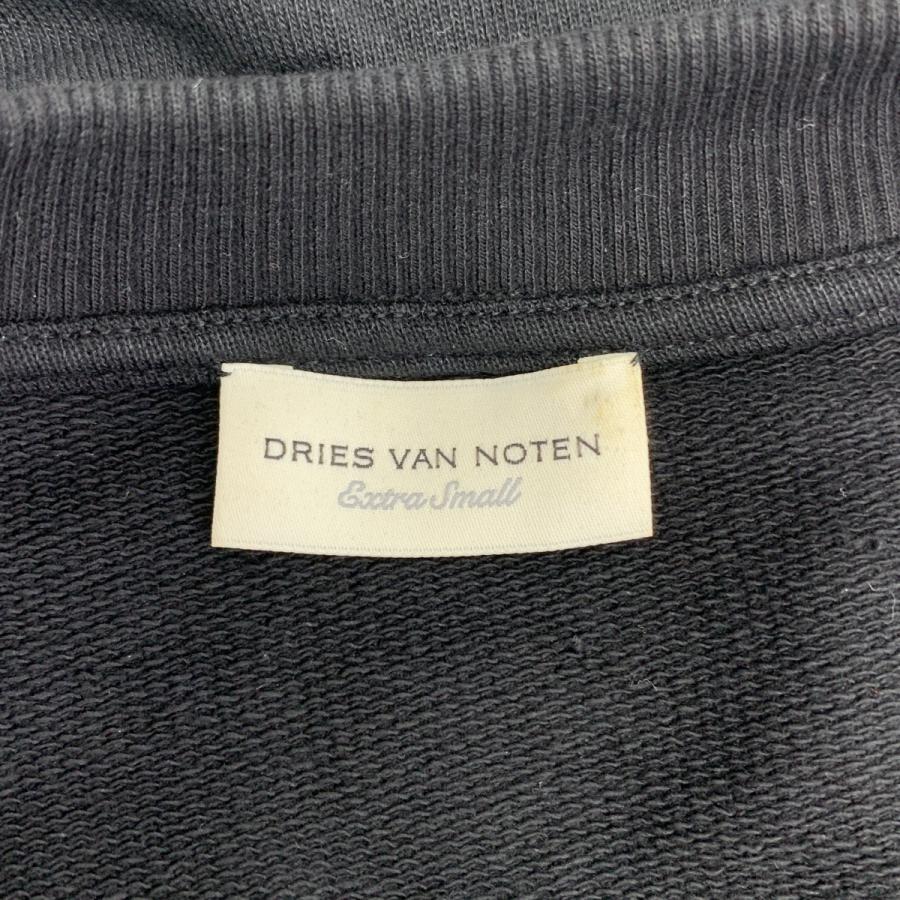 DRIES VAN NOTEN
Extra Small